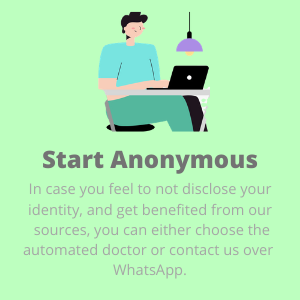 Start Anonymous
In case you feel to not disclose your
identity, and get benefited from our
sources, you can either choose the
automated doctor or contact us over
WhatsApp.